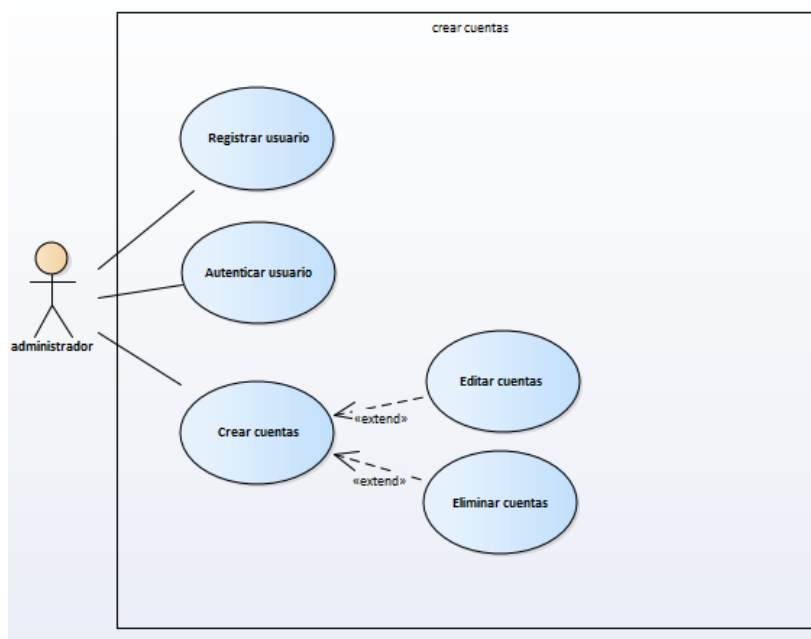 crear cuentas
Registrar usuario
Autenticar usuario
administrador
Editar cuentas
«extend»
Crear cuentas
«extend»
Eliminar cuentas